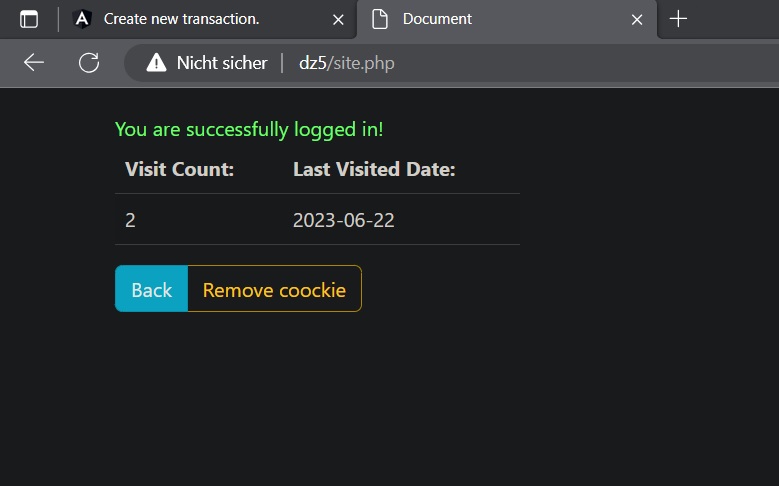 Create new transaction.
Document
Nicht sicher
dz5/site.php
You are successfully logged in!
Visit Count: Last Visited Date:
2 2023-06-22
Back Remove coockie